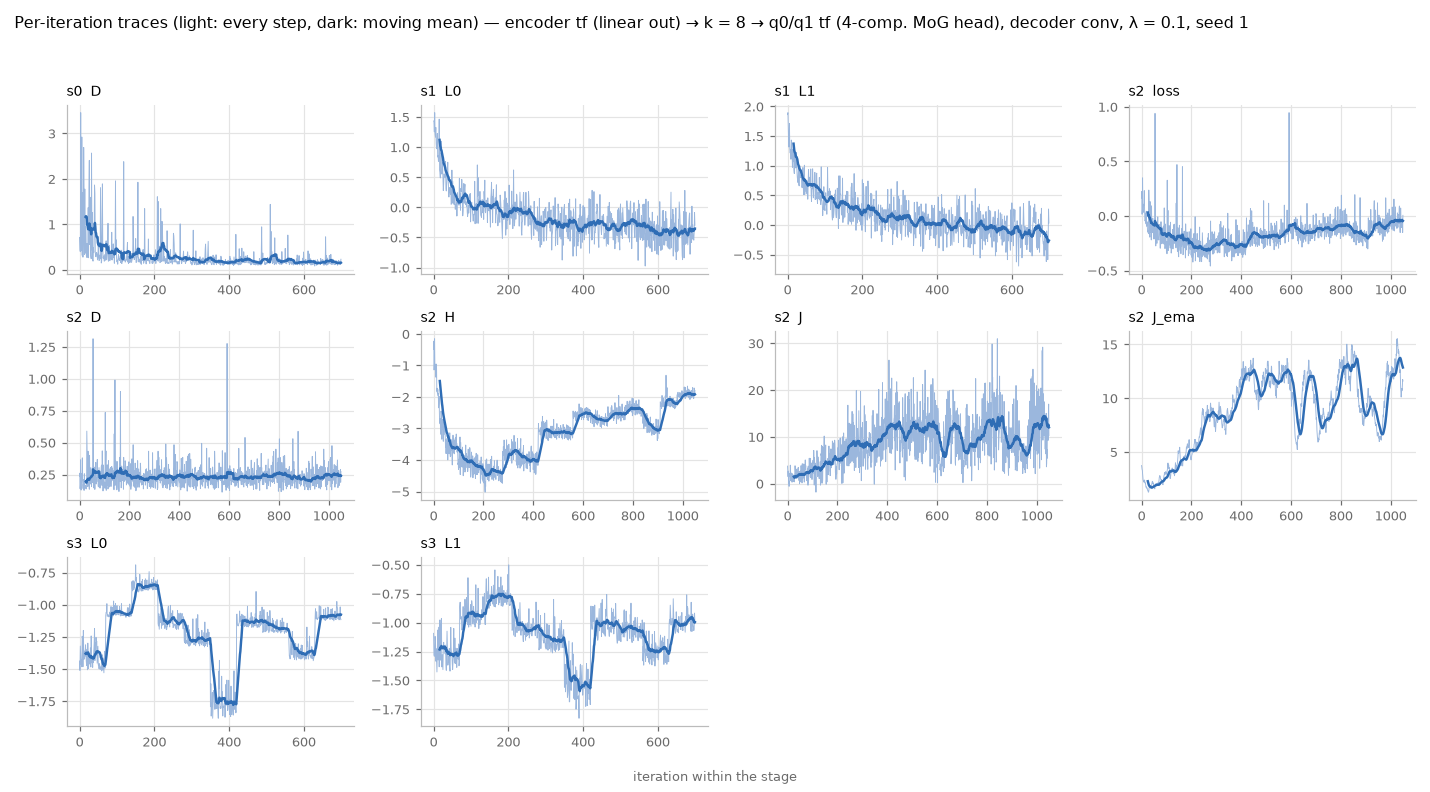 Per-iteration traces (light: every step, dark: moving mean) — encoder tf (linear out) → k = 8 → q0/q1 tf (4-comp. MoG head), decoder conv, λ = 0.1, seed 1
s0 D
3
2
1
0
0 200 400 600
s1 L0
1.5
1.0
0.5
0.0
−0.5
−1.0
0 200 400 600
s1 L1
2.0
1.5
1.0
0.5
0.0
−0.5
0 200 400 600
s2 loss
1.0
0.5
0.0
−0.5
0 200 400 600 800 1000
s2 D
1.25
1.00
0.75
0.50
0.25
0 200 400 600 800 1000
s2 H
0
−1
−2
−3
−4
−5
0 200 400 600 800 1000
s2 J
30
20
10
0
0 200 400 600 800 1000
s2 J_ema
15
10
5
0 200 400 600 800 1000
s3 L0
−0.75
−1.00
−1.25
−1.50
−1.75
0 200 400 600
s3 L1
−0.50
−0.75
−1.00
−1.25
−1.50
−1.75
0 200 400 600
iteration within the stage